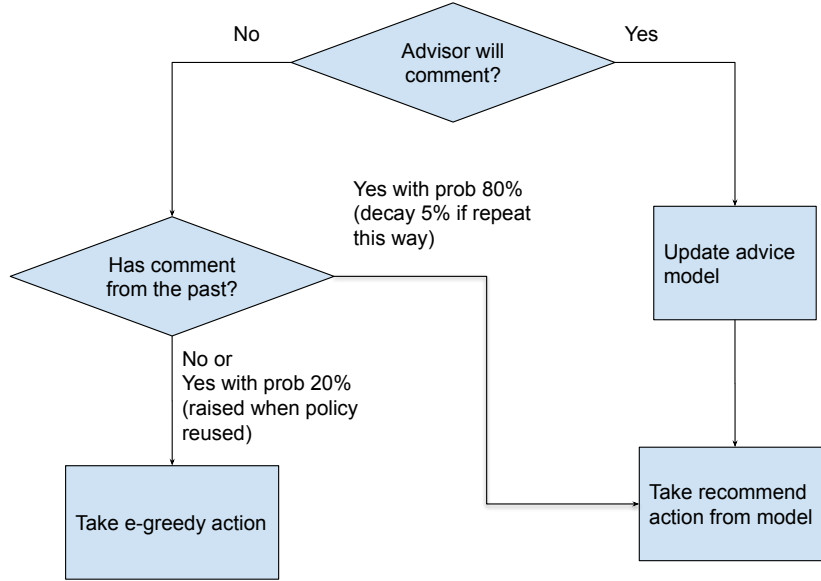 No
Advisor will
comment?
Yes
Yes with prob 80%
(decay 5% if repeat
this way)
Has comment
from the past?
Update advice
model
No or
Yes with prob 20%
(raised when policy
reused)
Take e-greedy action
Take recommend
action from model